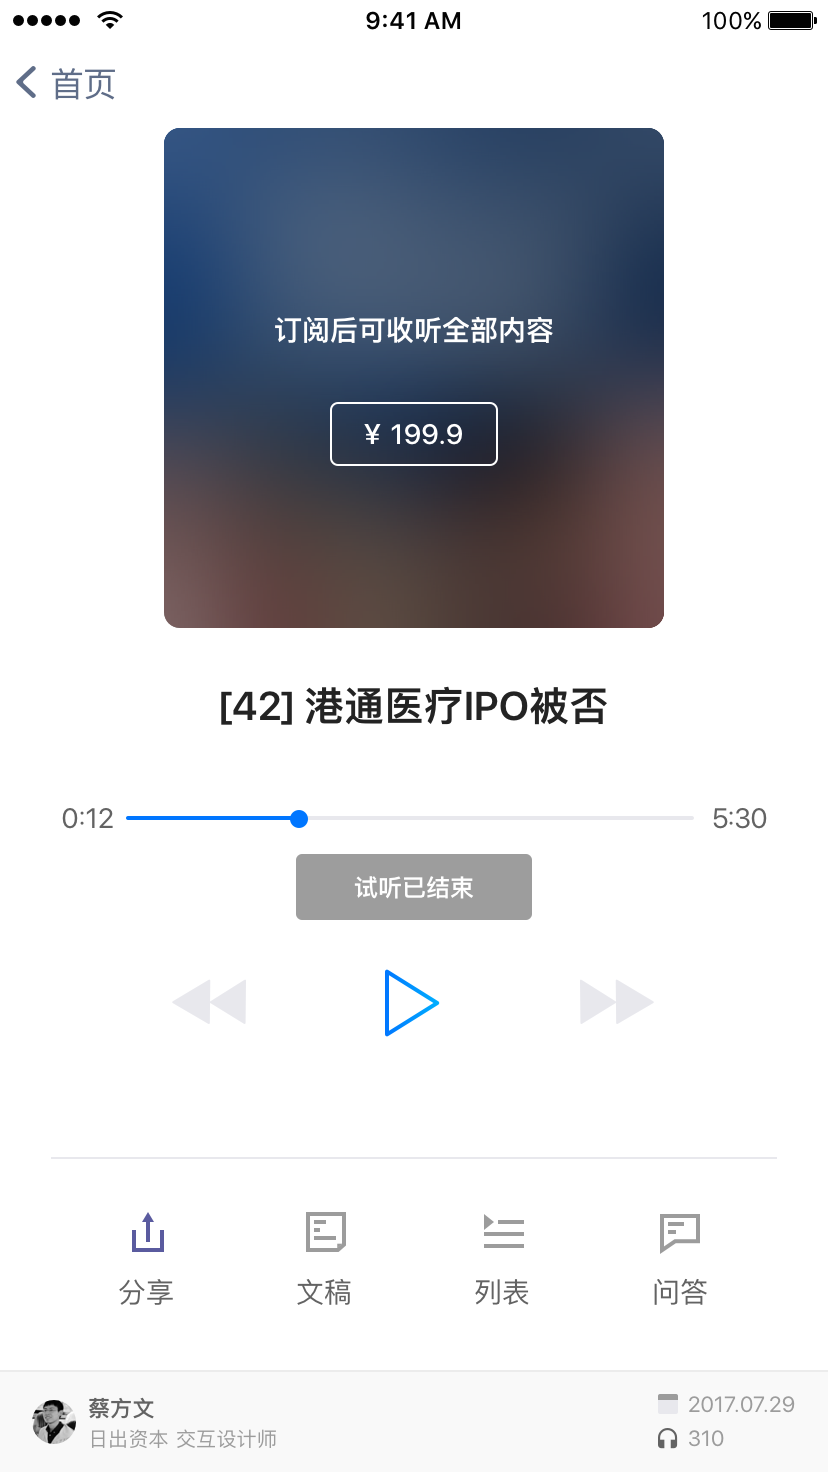 9:41 AM 100%
首页
订阅后可收听全部内容
¥ 199.9
[42] 港通医疗IPO被否
0:12 5:30
试听已结束
分享 文稿 列表 问答
蔡方文 2017.07.29
日出资本 交互设计师 310